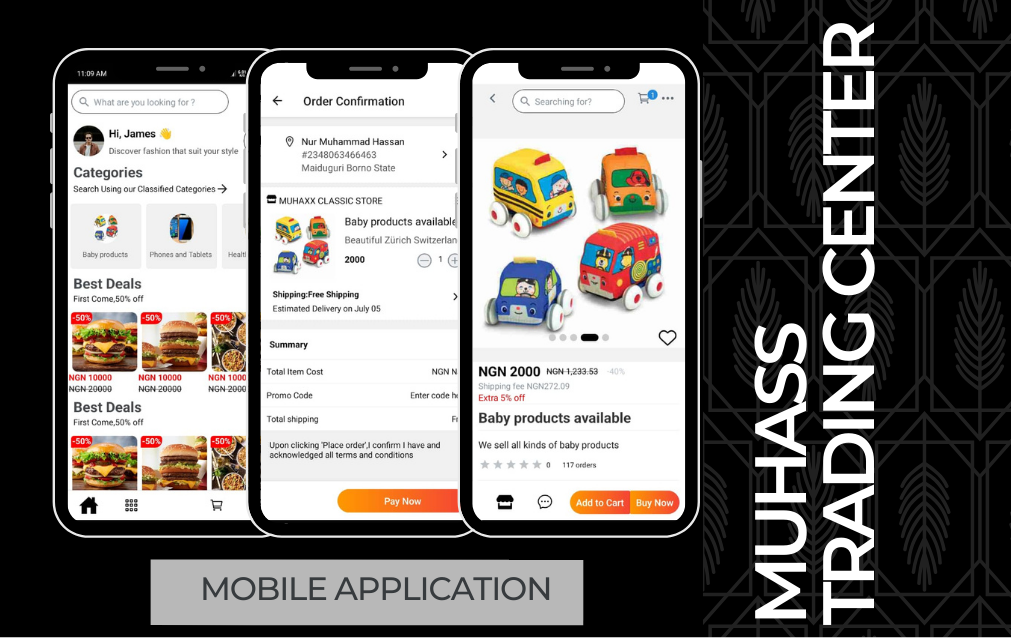 11:09 AM
What are you looking for ?
Hi, James 👋
Discover fashion that suit your style
Categories
Search Using our Classified Categories →
Baby products
Phones and Tablets
Best Deals
First Come,50% off
-50%
-50%
-50%
NGN 10000
NGN 10000
NGN 1000
NGN 20000
NGN 20000
NGN 2000
Best Deals
First Come,50% off
-50%
-50%
-50%
Order Confirmation
Nur Muhammad Hassan
#2348063466463
Maiduguri Borno State
MUHAXX CLASSIC STORE
Baby products available
Beautiful Zürich Switzerlan
2000
1
Shipping:Free Shipping
Estimated Delivery on July 05
Summary
Total Item Cost
NGN N
Promo Code
Enter code h
Total shipping
Upon clicking 'Place order',I confirm I have and
acknowledged all terms and conditions
Pay Now
Searching for?
1
NGN 2000 NGN 1,233.53 -40%
Shipping fee NGN272.09
Extra 5% off
Baby products available
We sell all kinds of baby products
0 117 orders
Add to Cart
Buy Now
MOBILE APPLICATION
MUHASS
TRADING CENTER